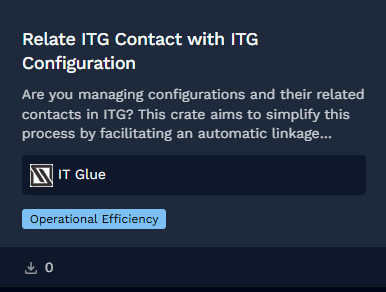 Relate ITG Contact with ITG
Configuration
Are you managing configurations and their related
contacts in ITG? This crate aims to simplify this
process by facilitating an automatic linkage...
IT Glue
Operational Efficiency
0